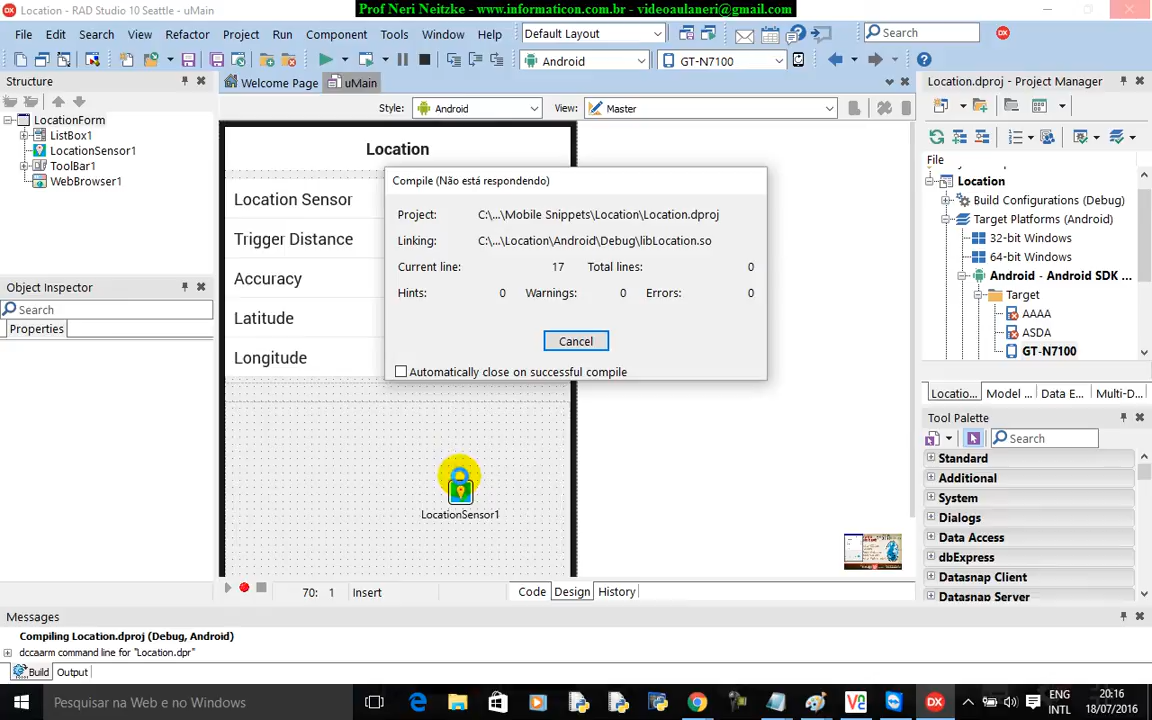 Location - RAD Studio 10 Seattle - uMain
Prof Neri Neitzke - www.informaticon.com.br - videoaulaneri@gmail.com
File Edit Search View Refactor Project Run Component Tools Window Help
Default Layout
Search
Android
GT-N7100
Structure
Welcome Page
uMain
Location.dproj - Project Manager
Style:
Android
View:
Master
LocationForm
ListBox1
LocationSensor1
ToolBar1
WebBrowser1
Object Inspector
Search
Properties
Location
Location Sensor
Trigger Distance
Accuracy
Latitude
Longitude
LocationSensor1
Compile (Não está respondendo)
Project: C:\...\Mobile Snippets\Location\Location.dproj
Linking: C:\...\Location\Android\Debug\libLocation.so
Current line: 17 Total lines: 0
Hints: 0 Warnings: 0 Errors: 0
Cancel
Automatically close on successful compile
File
Location
Build Configurations (Debug)
Target Platforms (Android)
32-bit Windows
64-bit Windows
Android - Android SDK ...
Target
AAAA
ASDA
GT-N7100
Locatio... Model ... Data E... Multi-D...
Tool Palette
Search
Standard
Additional
System
Dialogs
Data Access
dbExpress
Datasnap Client
Datasnap Server
70: 1 Insert
Code Design History
Messages
Compiling Location.dproj (Debug, Android)
dccaarm command line for "Location.dpr"
Build Output
Pesquisar na Web e no Windows
ENG
INTL
20:16
18/07/2016